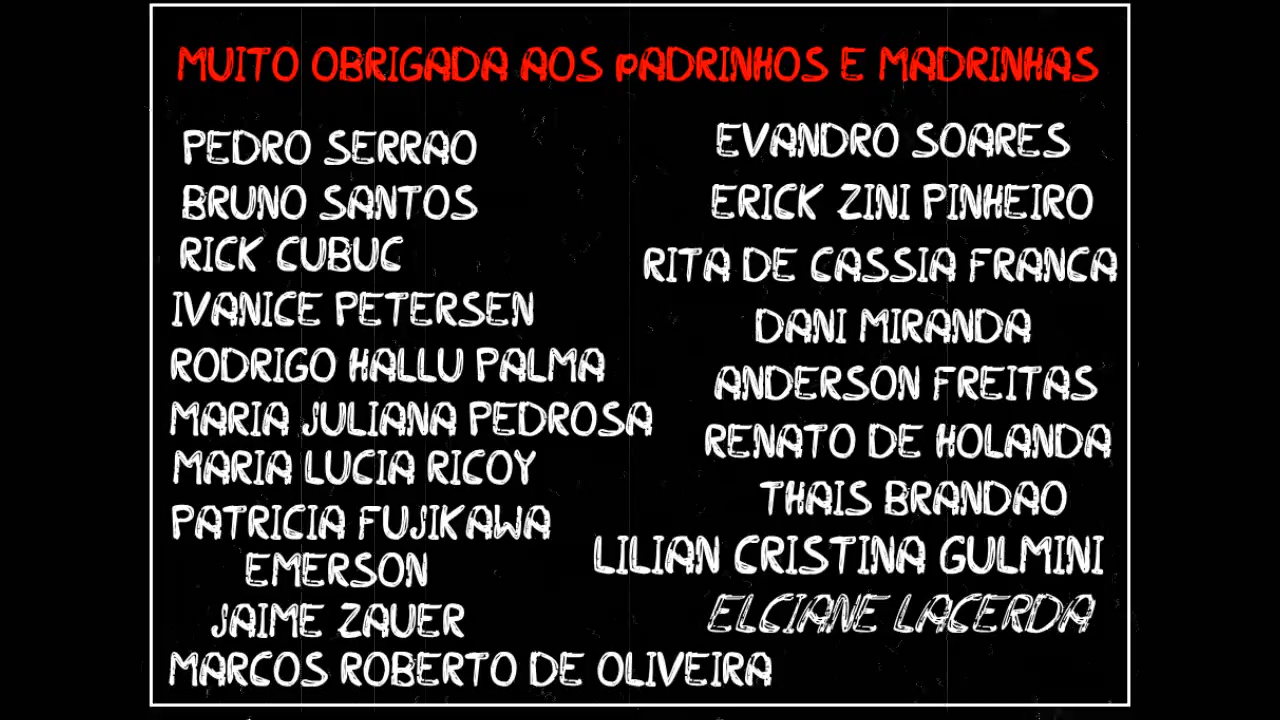 MUITO OBRIGADA AOS PADRINHOS E MADRINHAS
PEDRO SERRAO
BRUNO SANTOS
RICK CUBUC
IVANICE PETERSEN
RODRIGO HALLU PALMA
MARIA JULIANA PEDROSA
MARIA LUCIA RICOY
PATRICIA FUJIKAWA
EMERSON
JAIME ZAUER
MARCOS ROBERTO DE OLIVEIRA
EVANDRO SOARES
ERICK ZINI PINHEIRO
RITA DE CASSIA FRANCA
DANI MIRANDA
ANDERSON FREITAS
RENATO DE HOLANDA
THAIS BRANDAO
LILIAN CRISTINA GULMINI
ELCIANE LACERDA